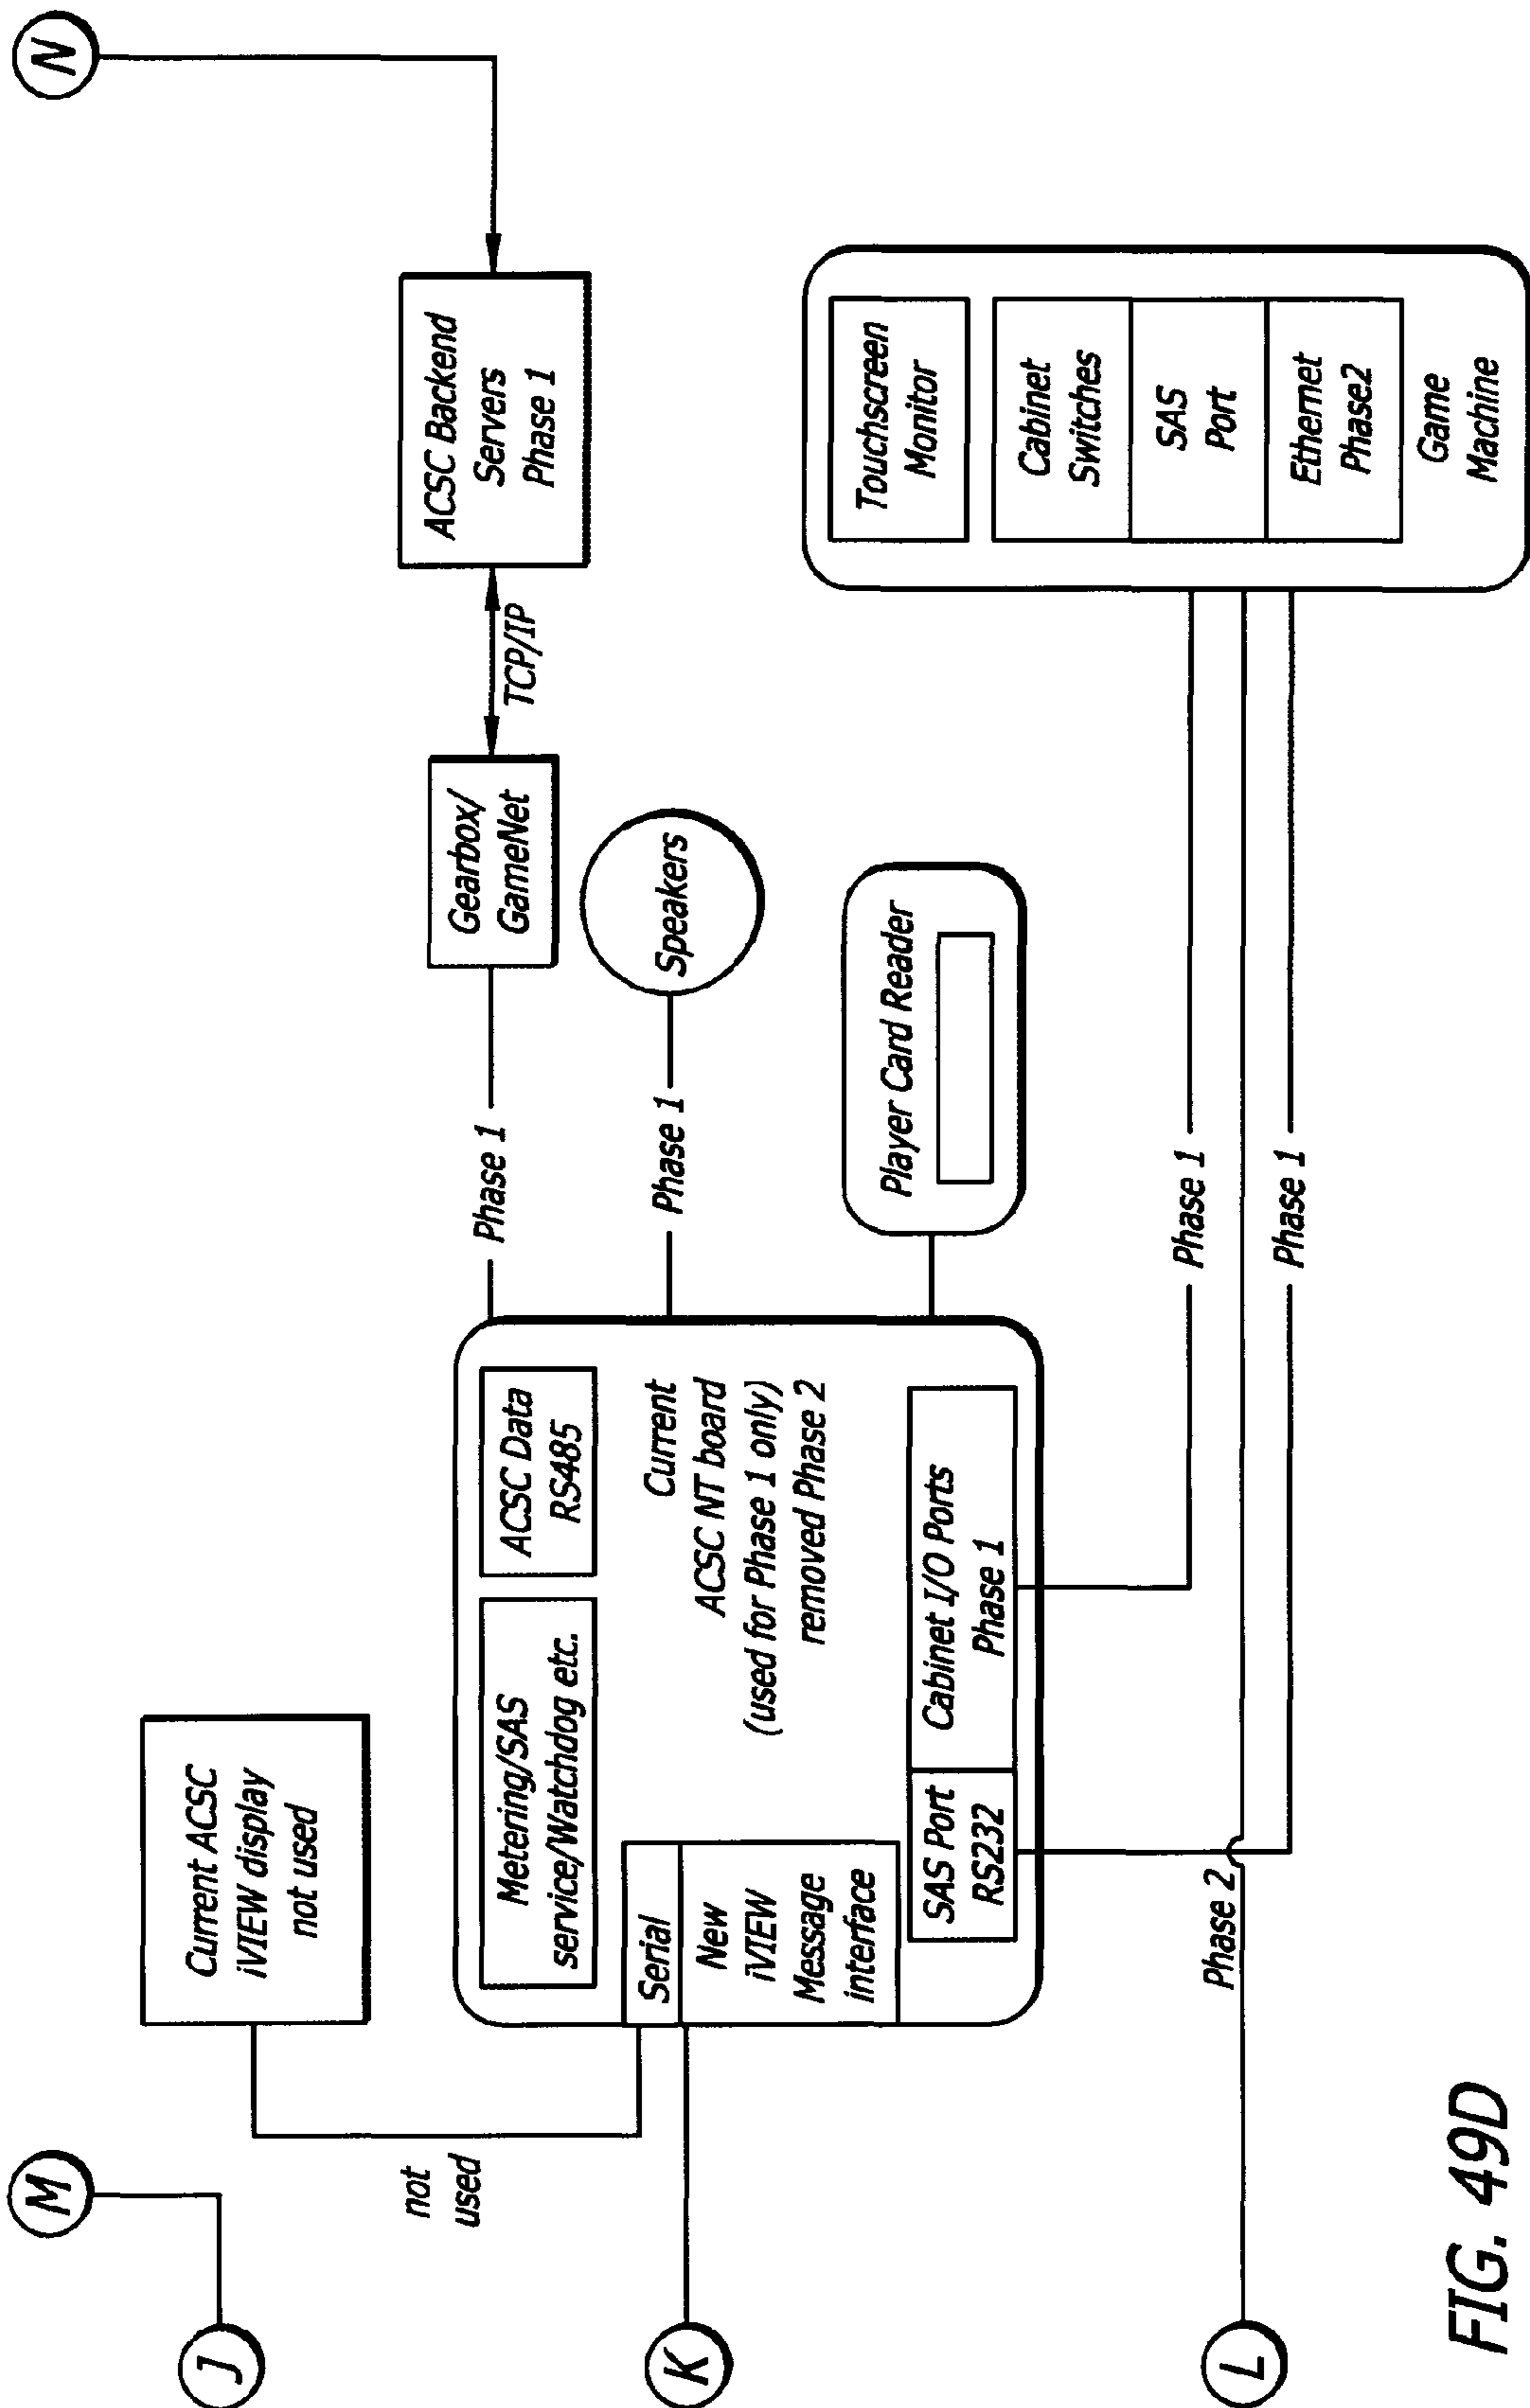 M
N
J
Current ACSC
iVIEW display
not used
not
used
ACSC Backend
Servers
Phase 1
TCP/IP
Gearbox/
GameNet
Phase 1
Metering/SAS
service/Watchdog etc.
ACSC Data
RS485
Speakers
Phase 1
Serial
New
iVIEW
Message
interface
K
Current
ACSC NT board
(used for Phase 1 only)
removed Phase 2
Player Card Reader
SAS Port
RS232
Cabinet I/O Ports
Phase 1
Touchscreen
Monitor
Cabinet
Switches
SAS
Port
Ethernet
Phase2
Game
Machine
Phase 1
Phase 2
L
Phase 1
FIG. 49D